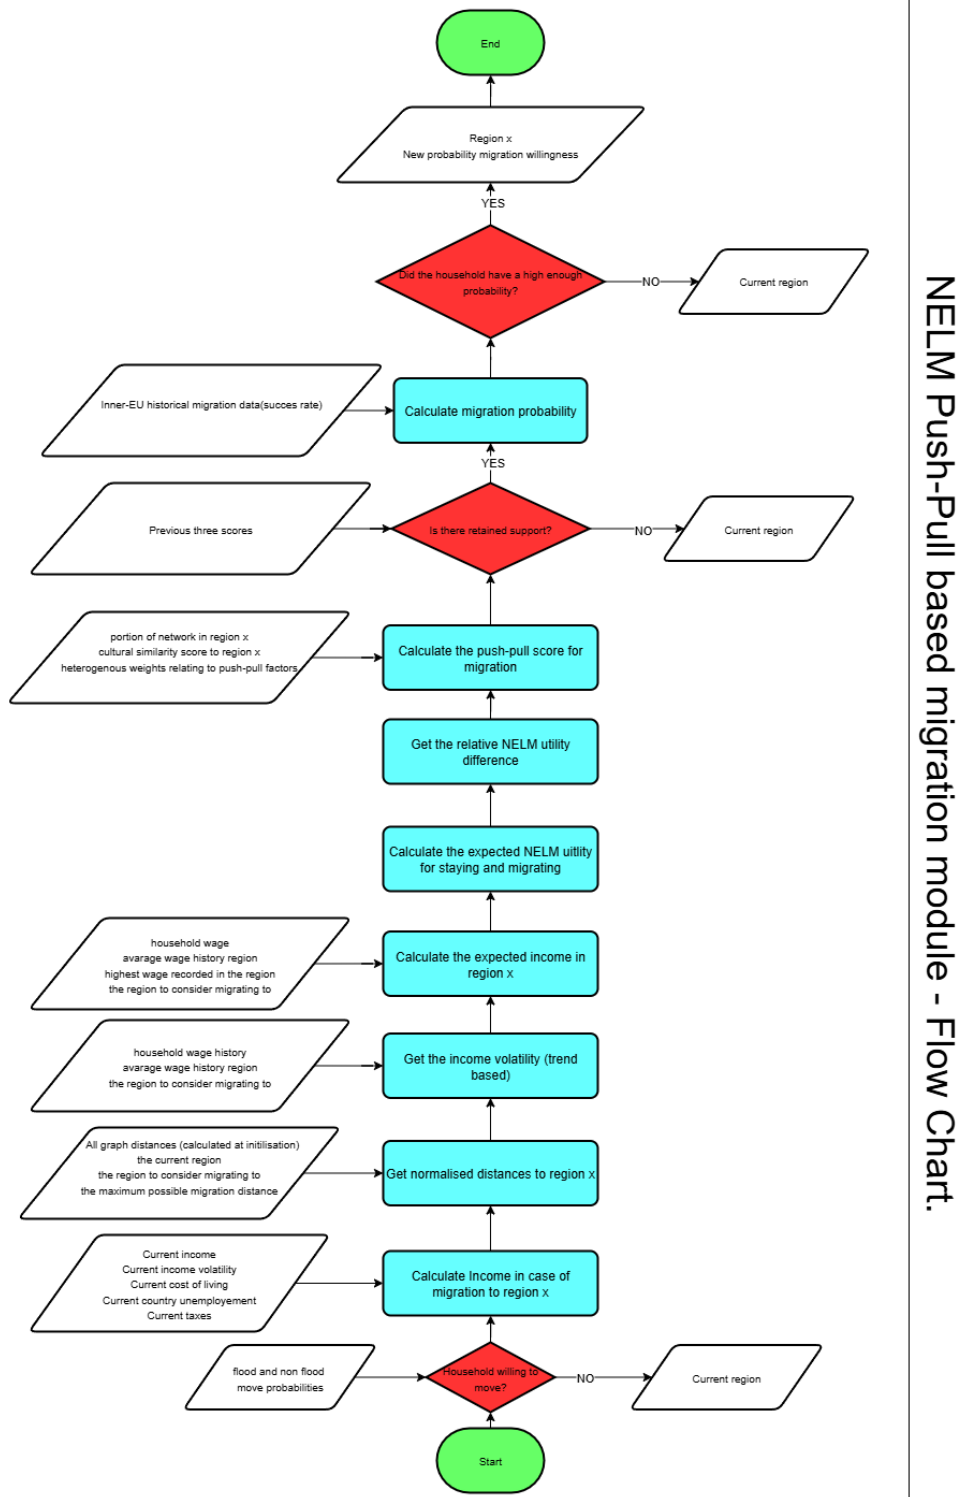 End
Region x
New probability migration willingness
YES
Did the household have a high enough
probability?
NO
Current region
Inner-EU historical migration data(succes rate)
Calculate migration probability
YES
Previous three scores
Is there retained support?
NO
Current region
portion of network in region x
cultural similarity score to region x
heterogenous weights relating to push-pull factors
Calculate the push-pull score for
migration
Get the relative NELM utility
difference
Calculate the expected NELM uitlity
for staying and migrating
household wage
avarage wage history region
highest wage recorded in the region
the region to consider migrating to
Calculate the expected income in
region x
household wage history
avarage wage history region
the region to consider migrating to
Get the income volatility (trend
based)
All graph distances (calculated at initilisation)
the current region
the region to consider migrating to
the maximum possible migration distance
Get normalised distances to region x
Current income
Current income volatility
Current cost of living
Current country unemployement
Current taxes
Calculate Income in case of
migration to region x
flood and non flood
move probabilities
Household willing to
move?
NO
Current region
Start
NELM Push-Pull based migration module - Flow Chart.